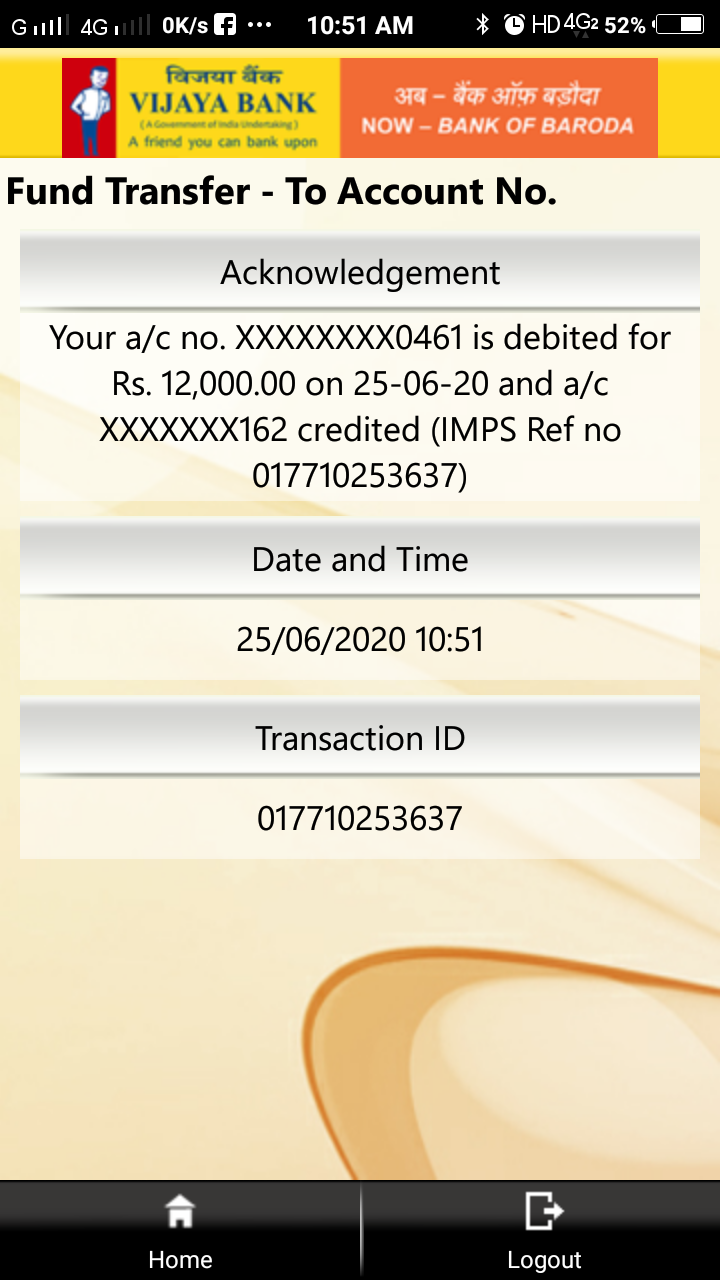 G 4G 0K/s 10:51 AM HD 4G2 52%
विजया बैंक
VIJAYA BANK
( A Government of India Undertaking )
A friend you can bank upon
अब – बैंक ऑफ़ बड़ौदा
NOW – BANK OF BARODA
Fund Transfer - To Account No.
Acknowledgement
Your a/c no. XXXXXXXX0461 is debited for
Rs. 12,000.00 on 25-06-20 and a/c
XXXXXXX162 credited (IMPS Ref no
017710253637)
Date and Time
25/06/2020 10:51
Transaction ID
017710253637
Home Logout